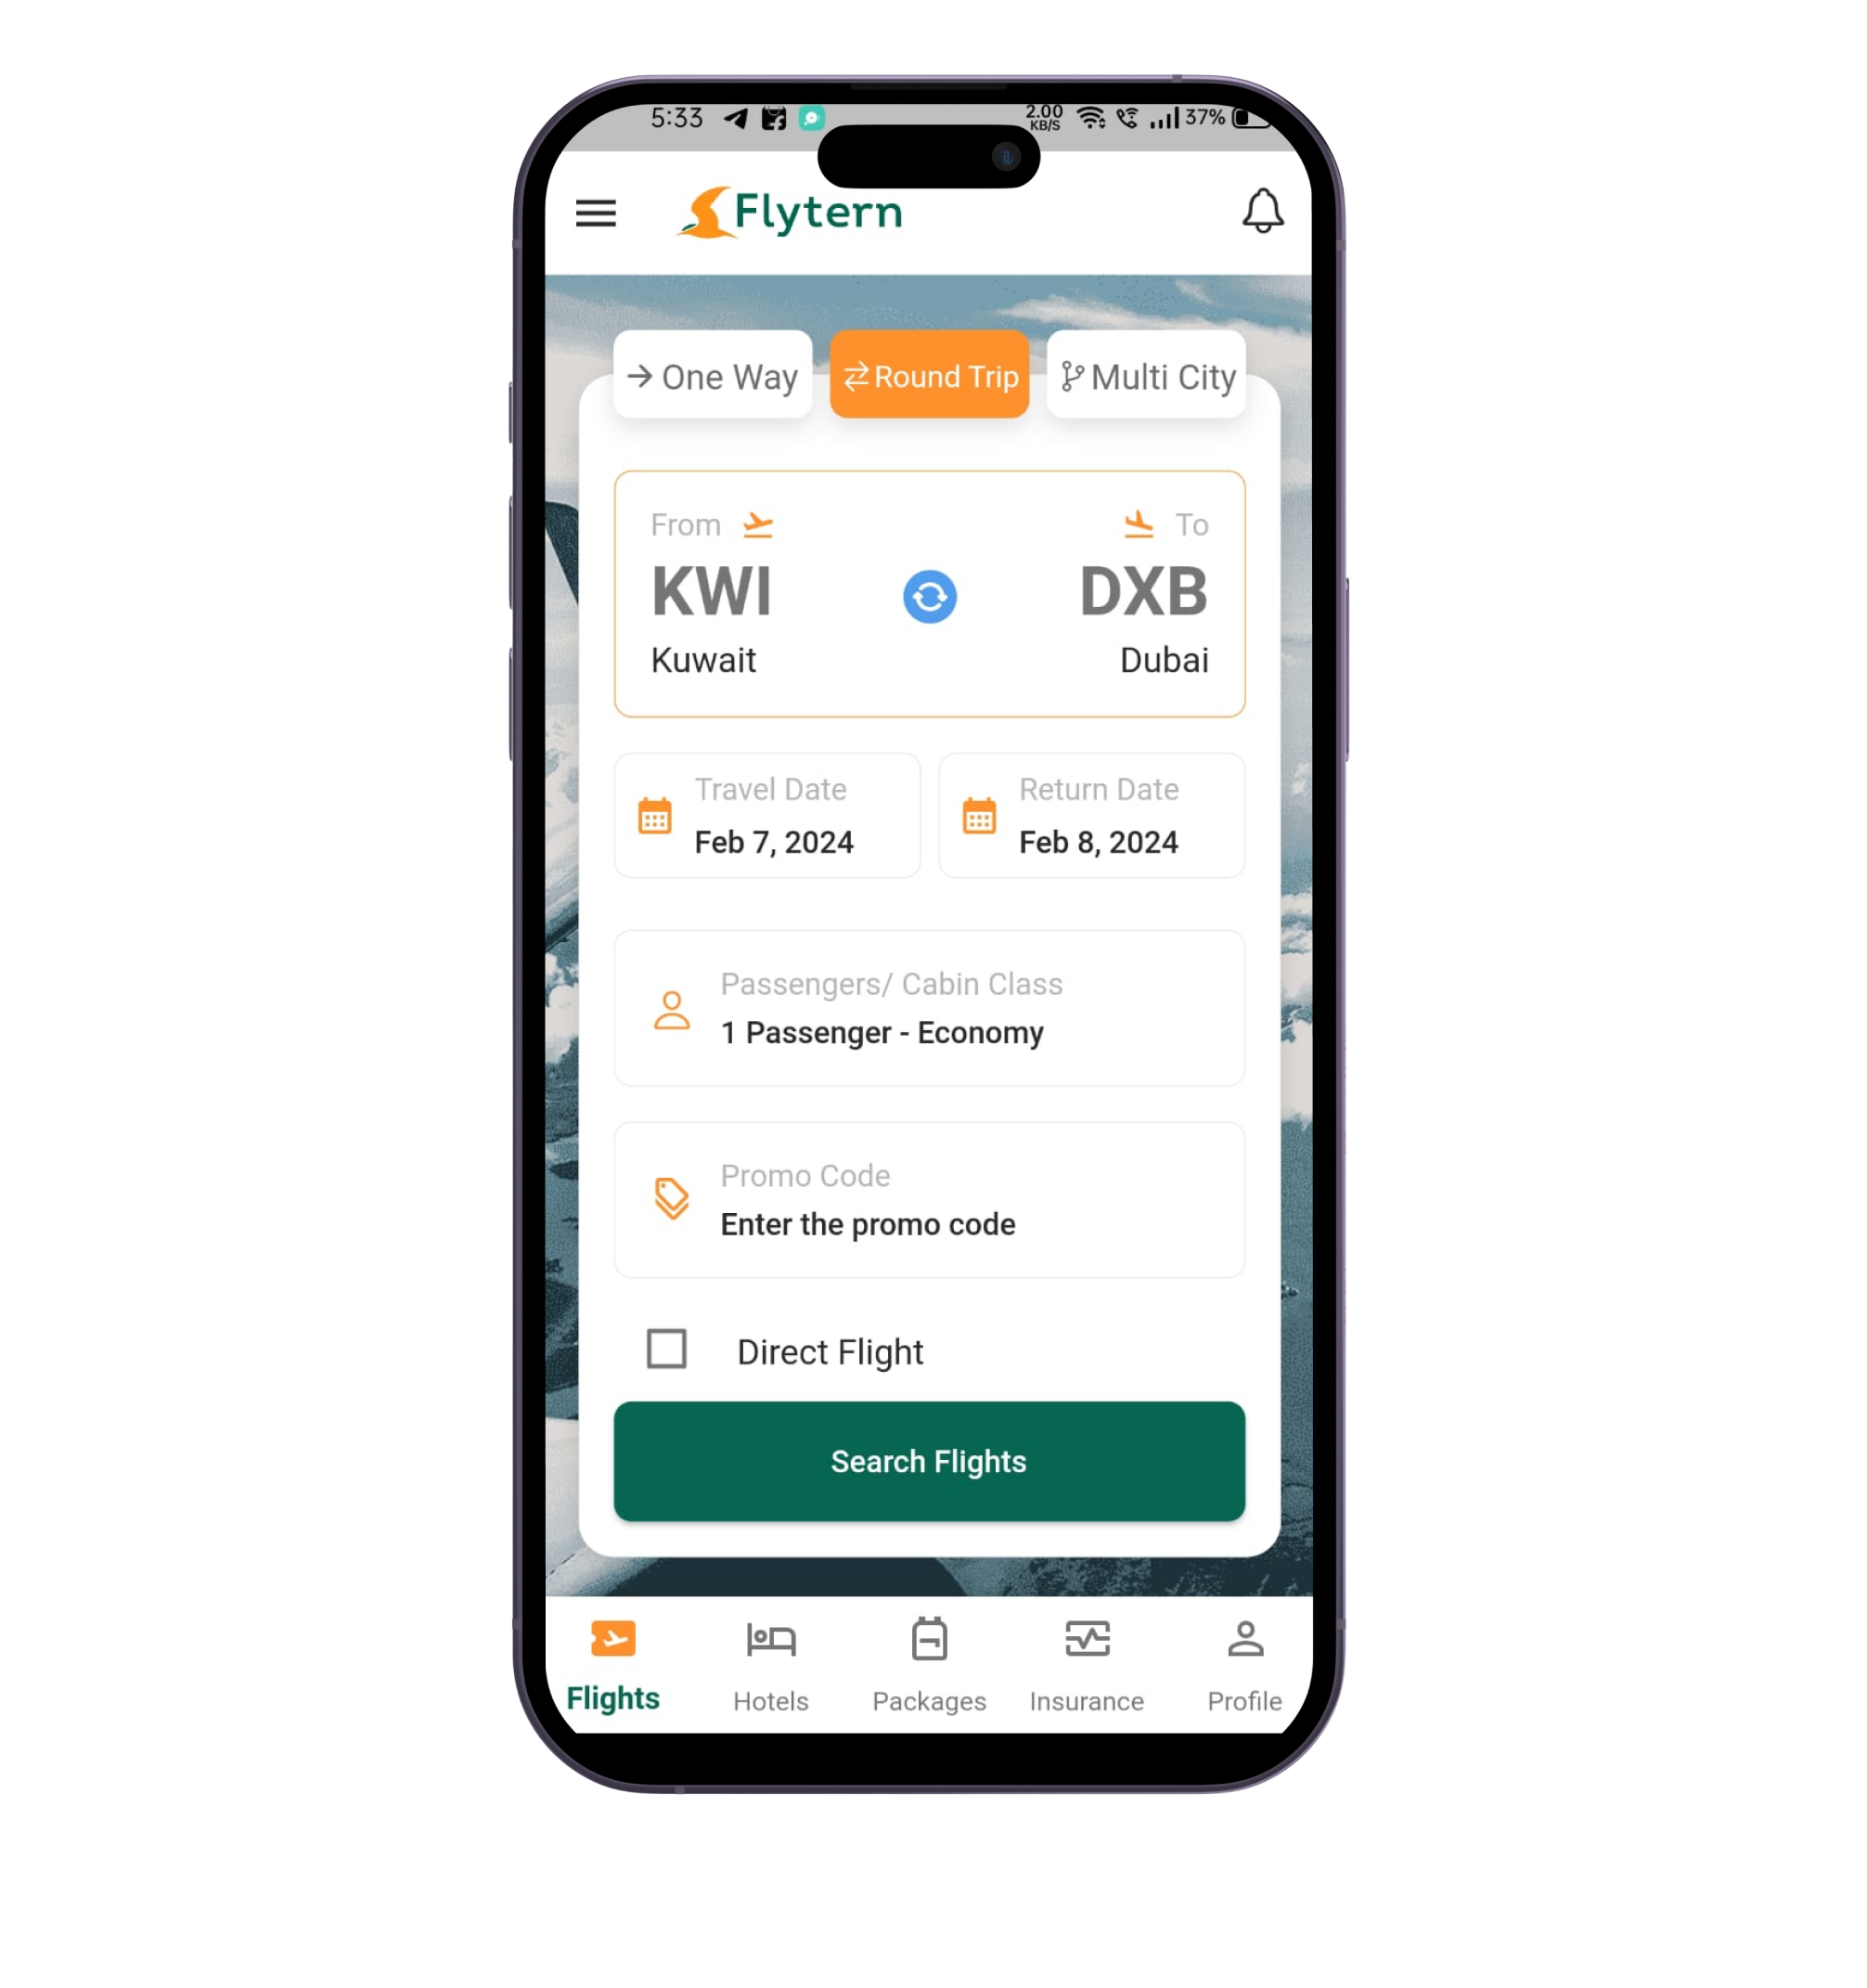 5:33 2.00 KB/S 37%
Flytern
One Way Round Trip Multi City
From To
KWI DXB
Kuwait Dubai
Travel Date Return Date
Feb 7, 2024 Feb 8, 2024
Passengers/ Cabin Class
1 Passenger - Economy
Promo Code
Enter the promo code
Direct Flight
Search Flights
Flights Hotels Packages Insurance Profile